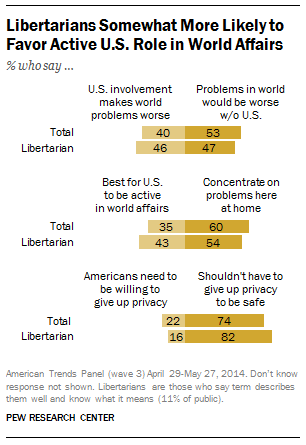 Libertarians Somewhat More Likely to
Favor Active U.S. Role in World Affairs
% who say ...
U.S. involvement makes world problems worse
Problems in world would be worse w/o U.S.
Total 40 53
Libertarian 46 47
Best for U.S. to be active in world affairs
Concentrate on problems here at home
Total 35 60
Libertarian 43 54
Americans need to be willing to give up privacy
Shouldn't have to give up privacy to be safe
Total 22 74
Libertarian 16 82
American Trends Panel (wave 3) April 29-May 27, 2014. Don't know
response not shown. Libertarians are those who say term describes
them well and know what it means (11% of public).
PEW RESEARCH CENTER